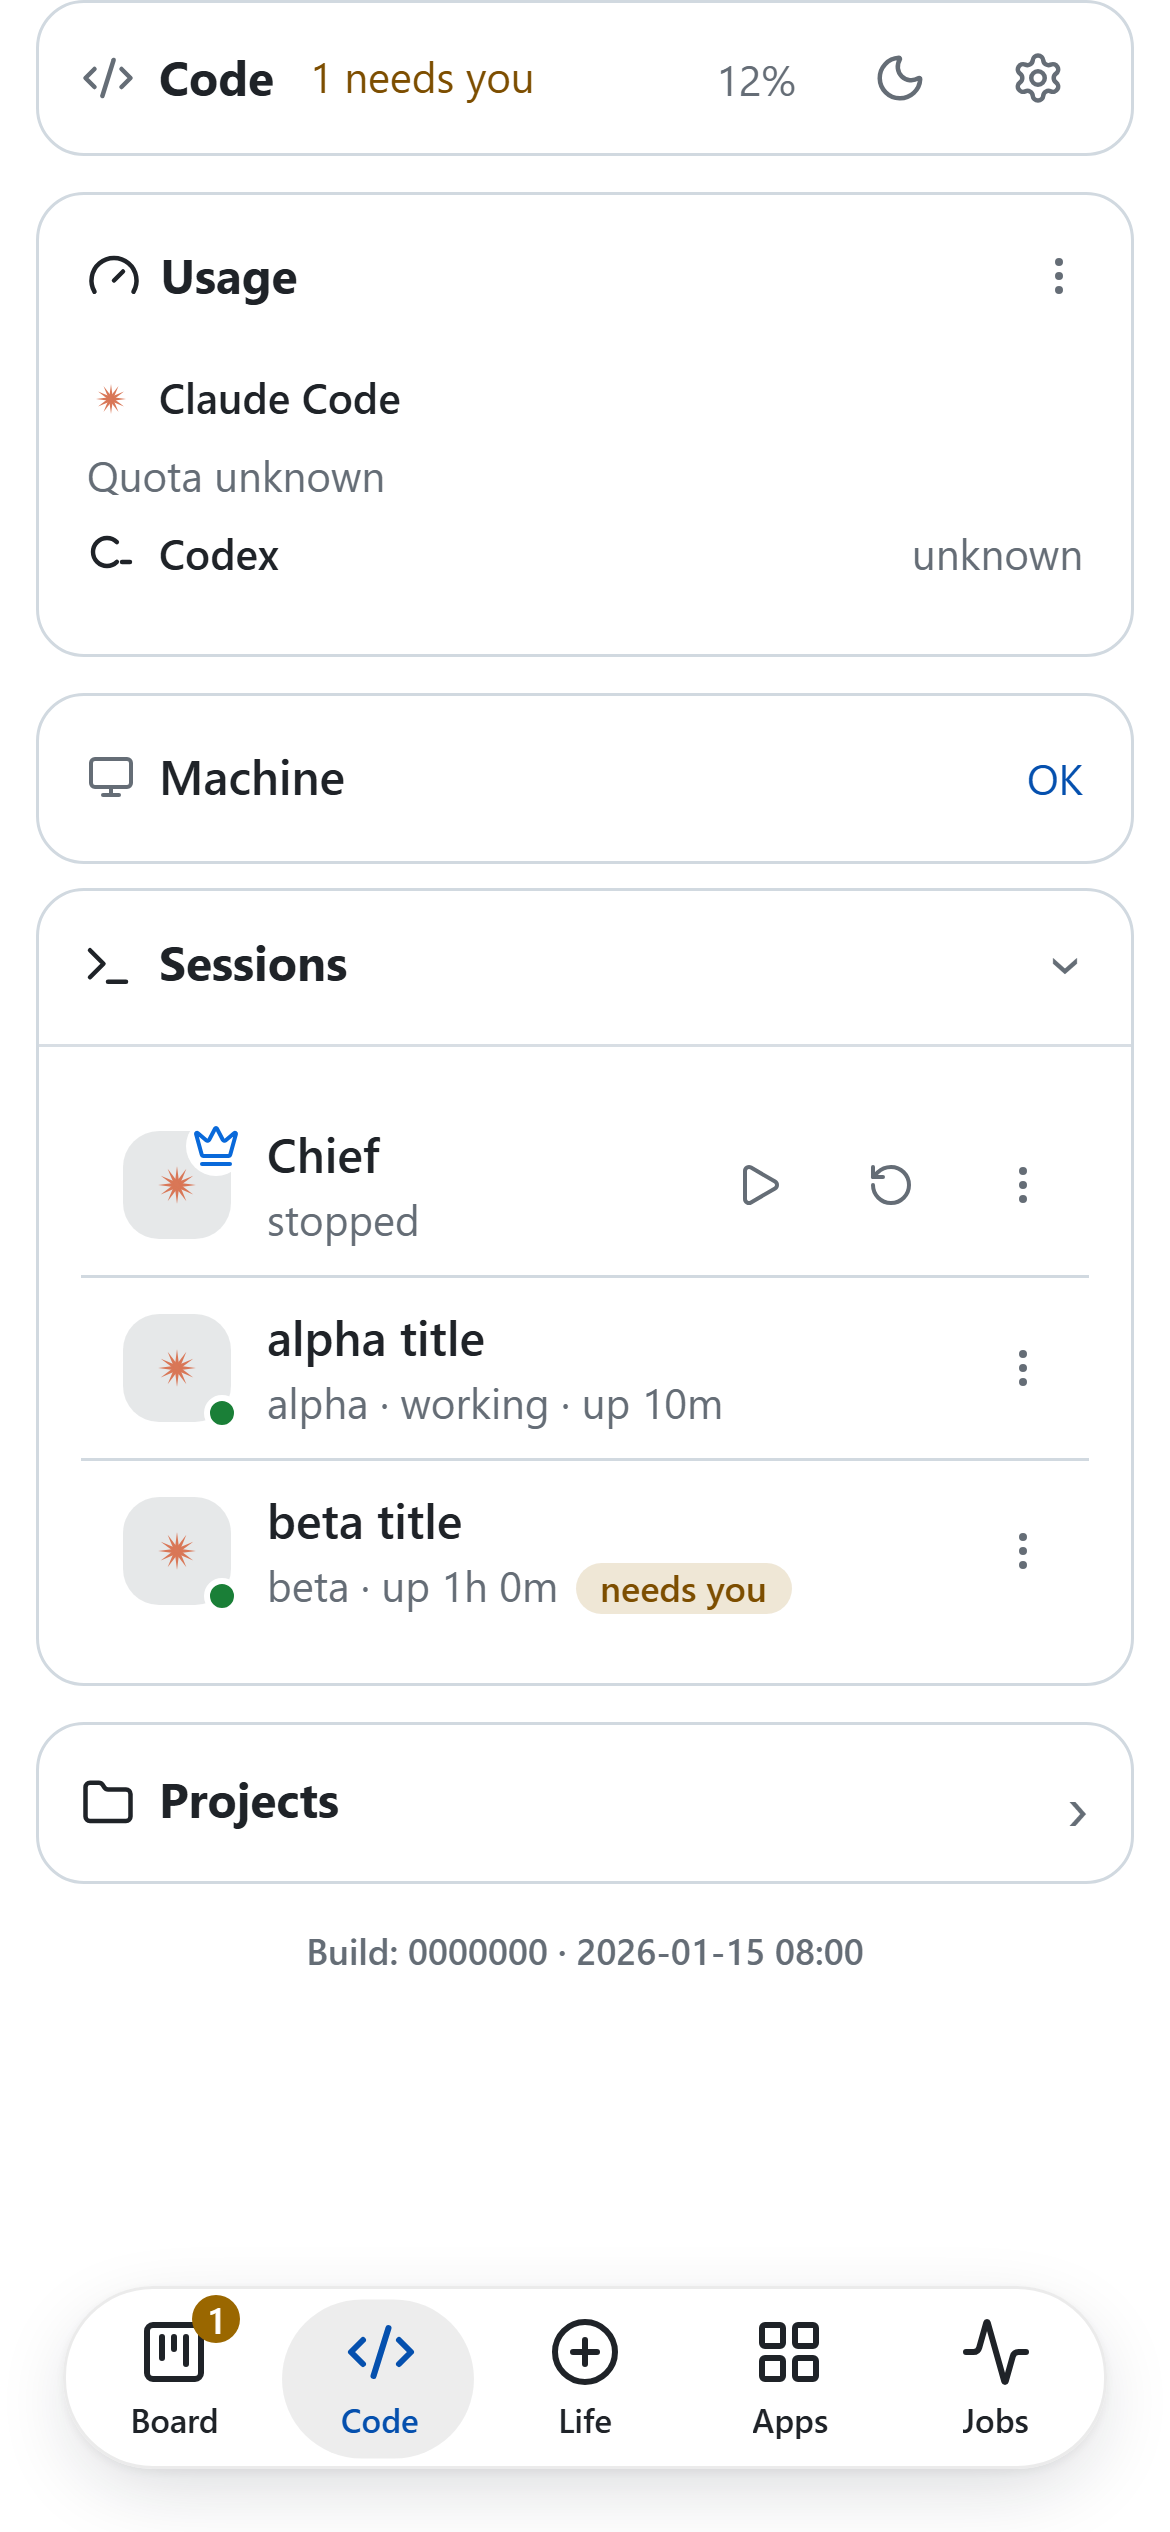 Code 1 needs you 12%
Usage
Claude Code
Quota unknown
Codex unknown
Machine OK
Sessions
Chief
stopped
alpha title
alpha · working · up 10m
beta title
beta · up 1h 0m needs you
Projects
Build: 0000000 · 2026-01-15 08:00
1
Board Code Life Apps Jobs